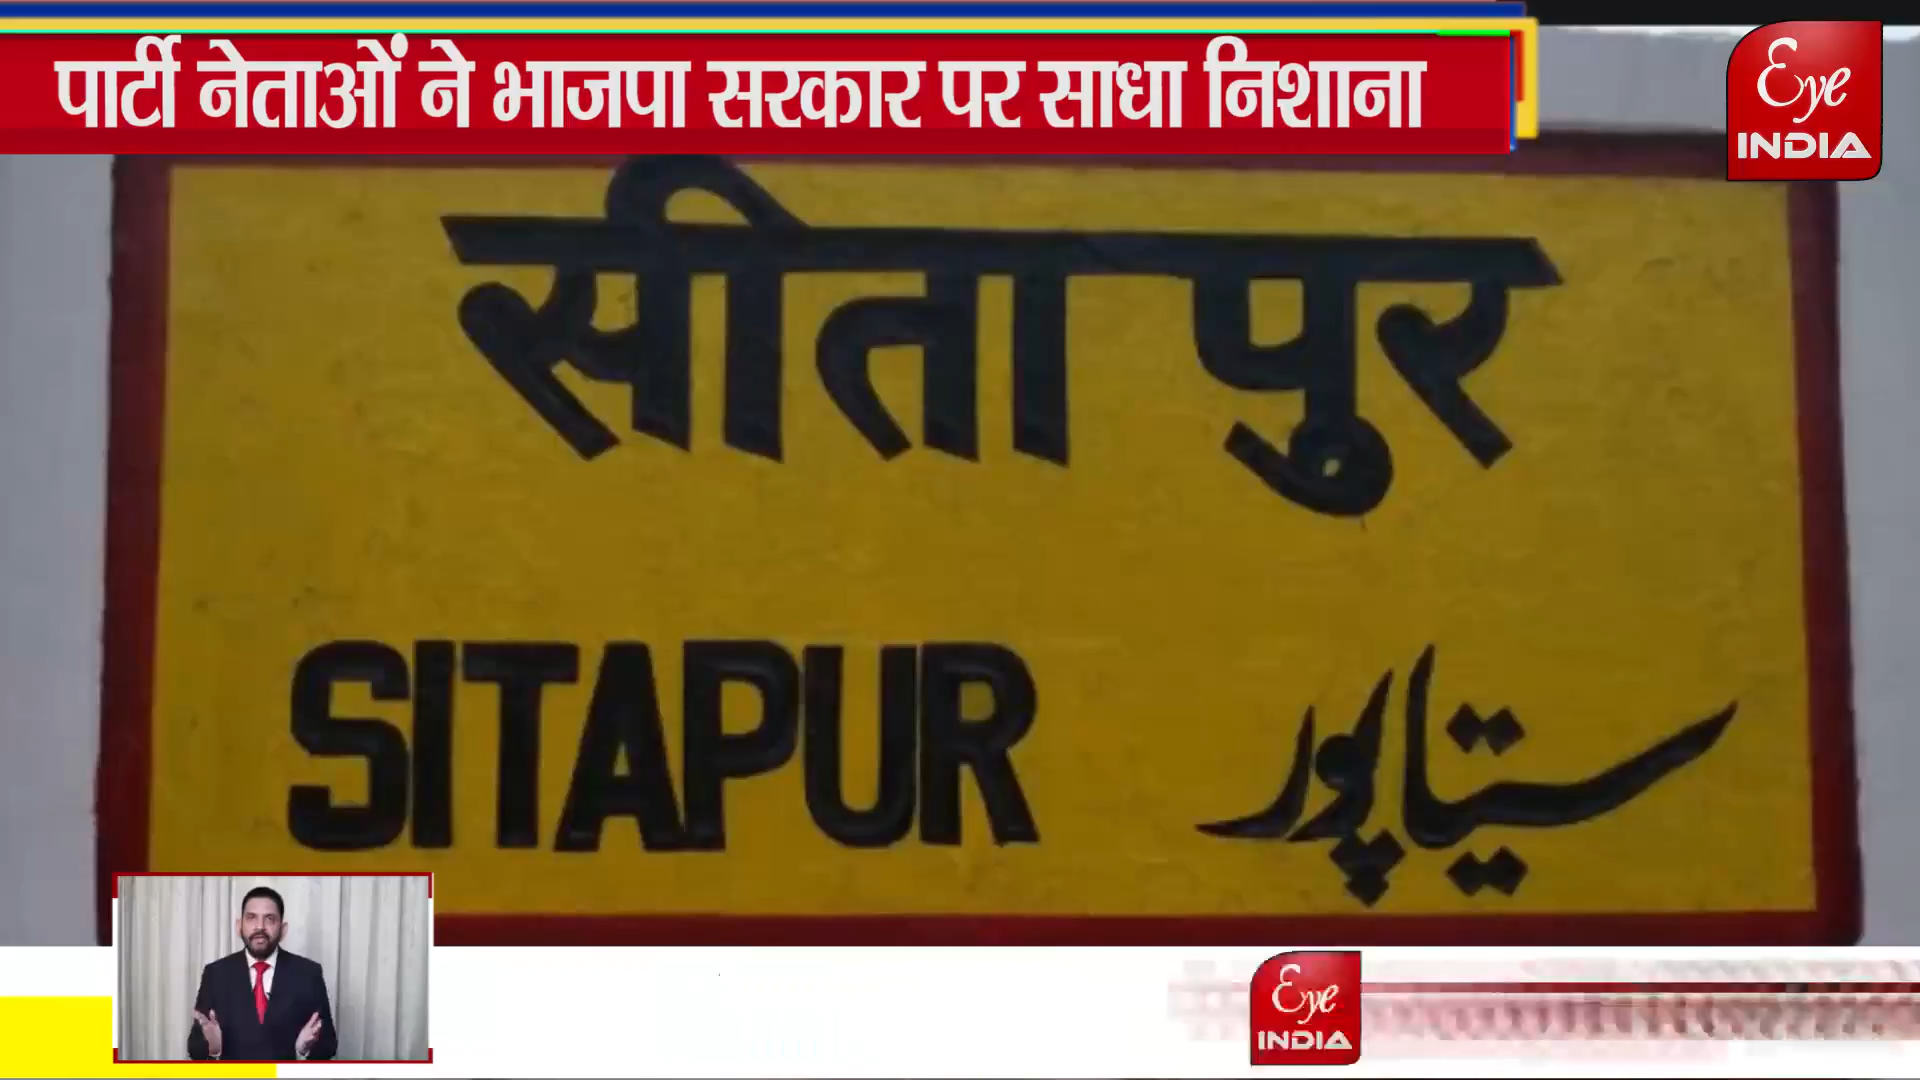 पार्टी नेताओं ने भाजपा सरकार पर साधा निशाना
Eye
INDIA
सीतापुर
SITAPUR
سیتاپور
Eye
INDIA